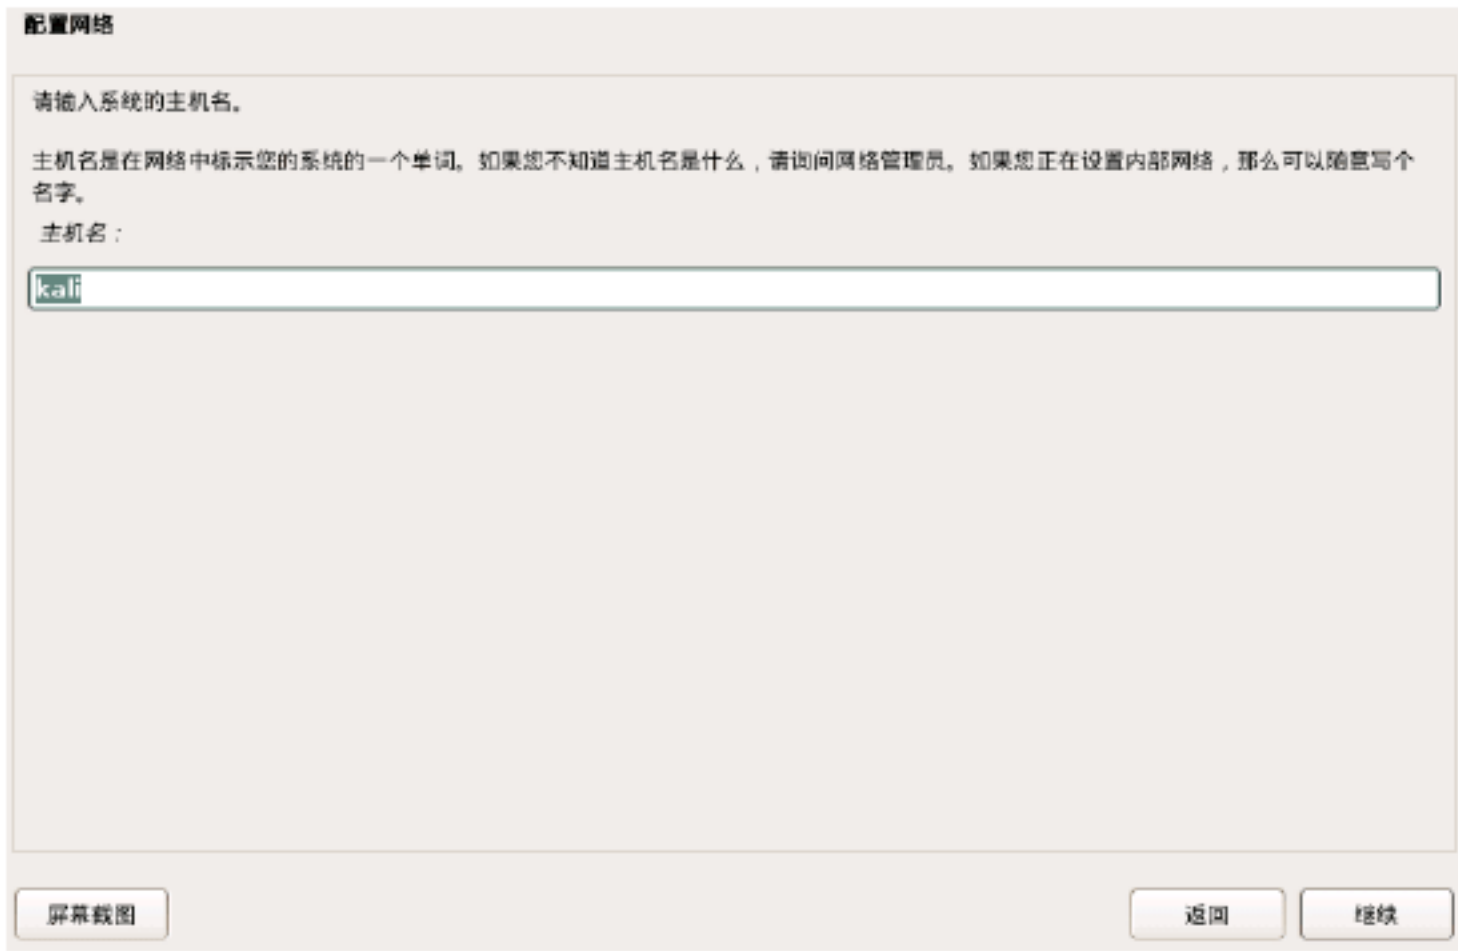 配置网络
请输入系统的主机名。
主机名是在网络中标示您的系统的一个单词。如果您不知道主机名是什么，请询问网络管理员。如果您正在设置内部网络，那么可以随意写个
名字。
主机名：
kali
屏幕截图
返回
继续